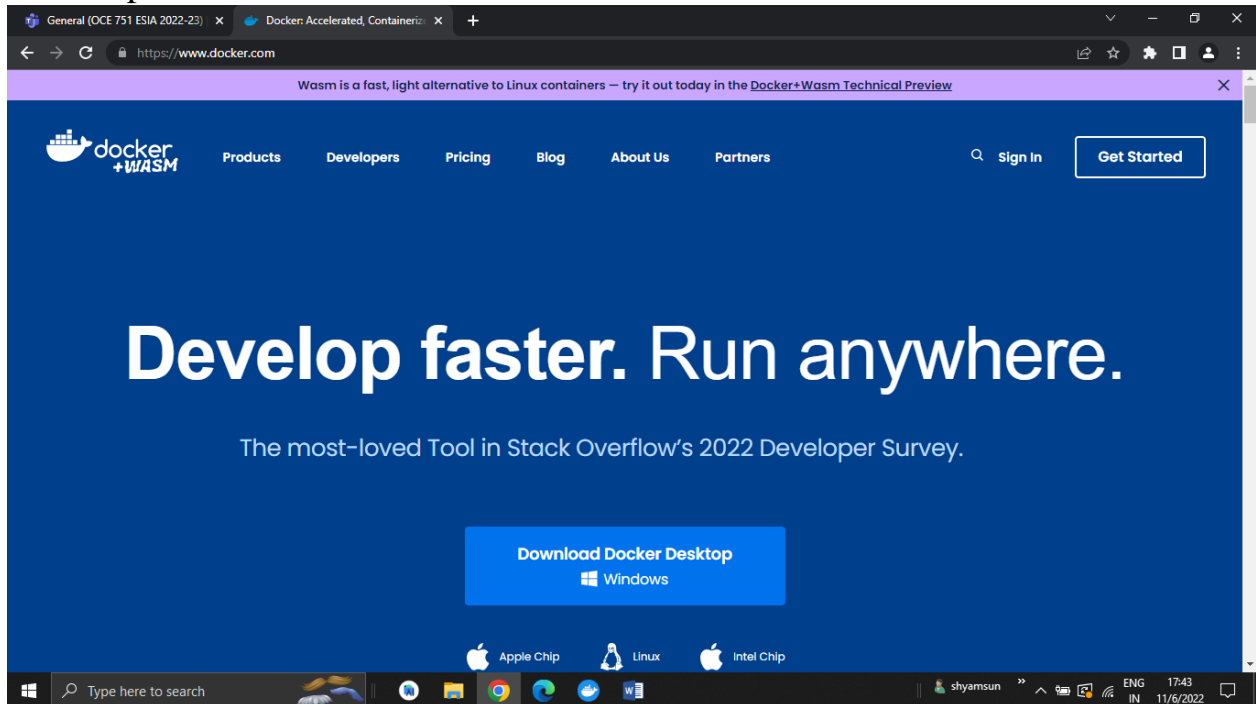 General (OCE 751 ESIA 2022-23)
Docker: Accelerated, Containeriz
https://www.docker.com
Wasm is a fast, light alternative to Linux containers — try it out today in the Docker+Wasm Technical Preview
docker
+WASM
Products Developers Pricing Blog About Us Partners Sign In Get Started
Develop faster. Run anywhere.
The most-loved Tool in Stack Overflow's 2022 Developer Survey.
Download Docker Desktop
Windows
Apple Chip Linux Intel Chip
Type here to search
shyamsun
ENG
IN
17:43
11/6/2022